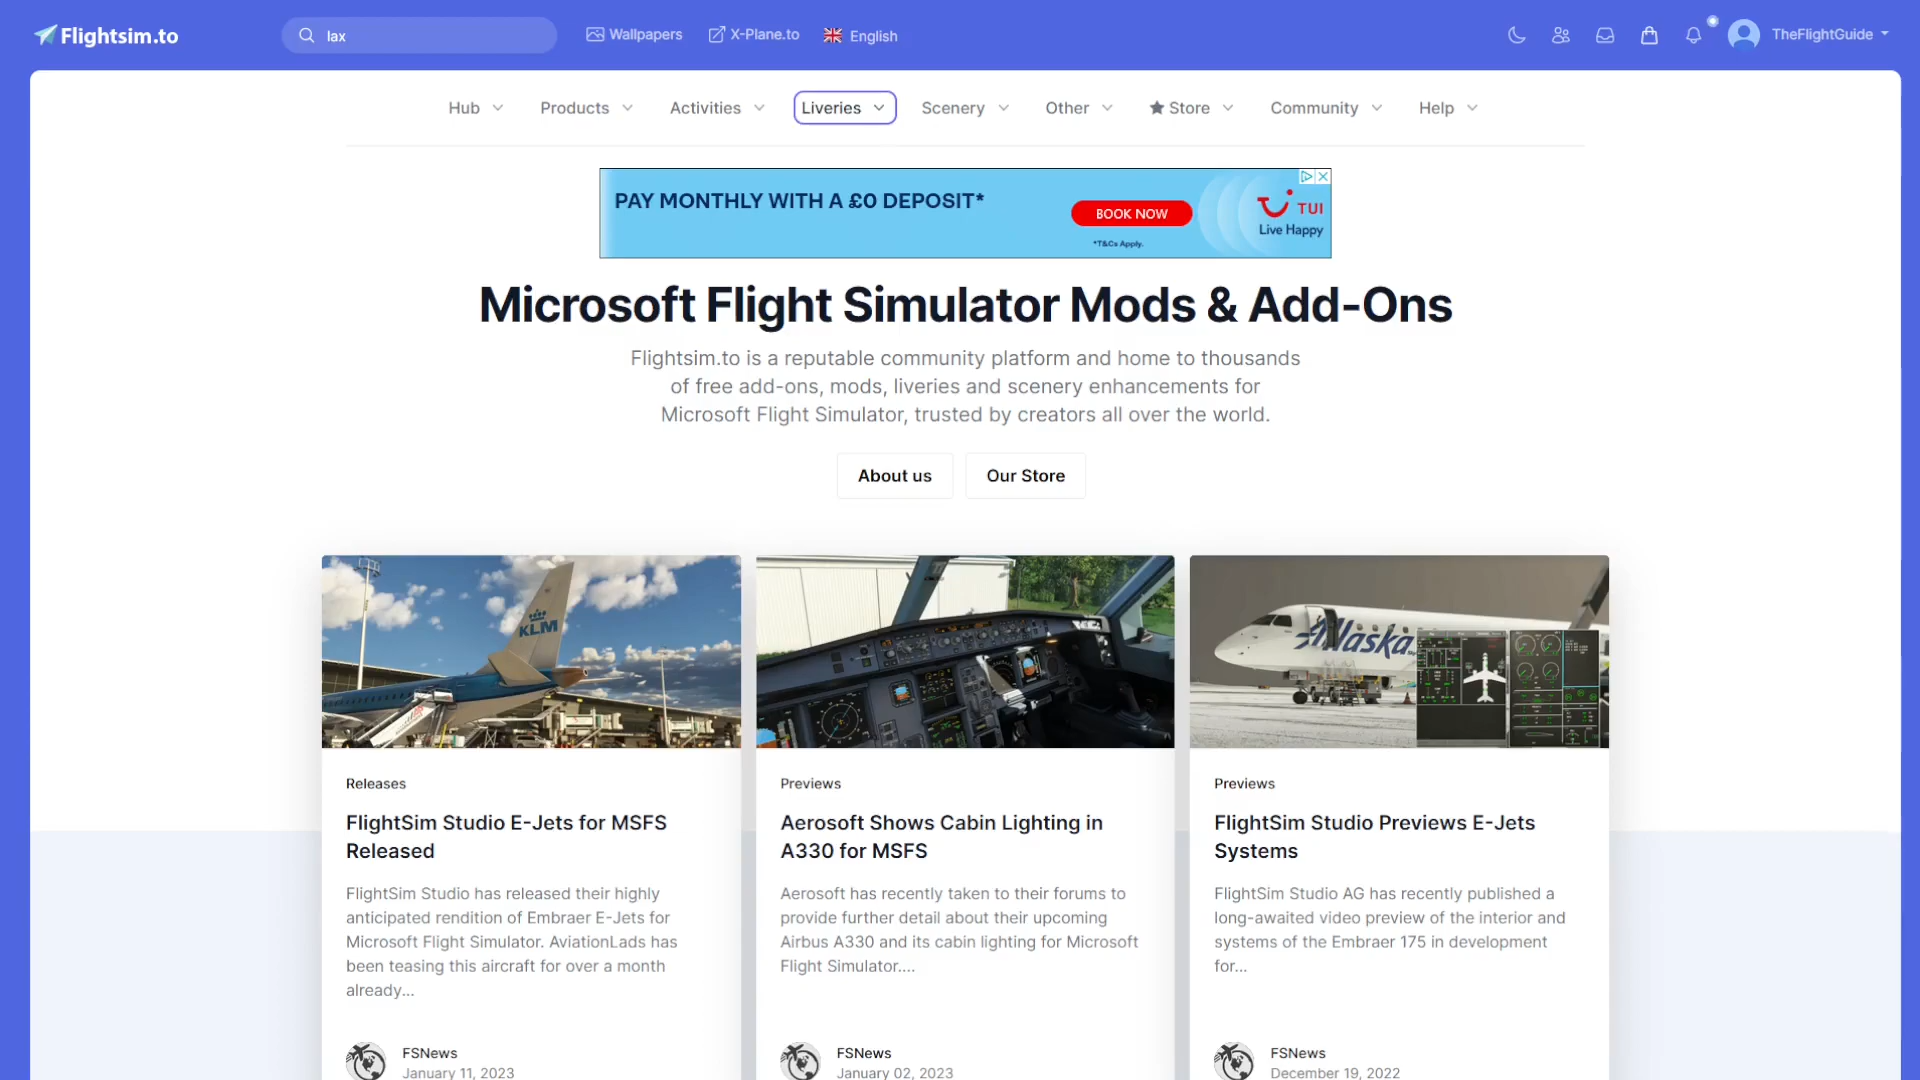 Flightsim.to
lax
Wallpapers
X-Plane.to
English
TheFlightGuide
Hub
Products
Activities
Liveries
Scenery
Other
Store
Community
Help
PAY MONTHLY WITH A £0 DEPOSIT*
BOOK NOW
*T&Cs Apply.
TUI
Live Happy
Microsoft Flight Simulator Mods & Add-Ons
Flightsim.to is a reputable community platform and home to thousands
of free add-ons, mods, liveries and scenery enhancements for
Microsoft Flight Simulator, trusted by creators all over the world.
About us
Our Store
KLM
Alaska
Releases
FlightSim Studio E-Jets for MSFS
Released
FlightSim Studio has released their highly
anticipated rendition of Embraer E-Jets for
Microsoft Flight Simulator. AviationLads has
been teasing this aircraft for over a month
already...
FSNews
January 11, 2023
Previews
Aerosoft Shows Cabin Lighting in
A330 for MSFS
Aerosoft has recently taken to their forums to
provide further detail about their upcoming
Airbus A330 and its cabin lighting for Microsoft
Flight Simulator....
FSNews
January 02, 2023
Previews
FlightSim Studio Previews E-Jets
Systems
FlightSim Studio AG has recently published a
long-awaited video preview of the interior and
systems of the Embraer 175 in development
for...
FSNews
December 19, 2022